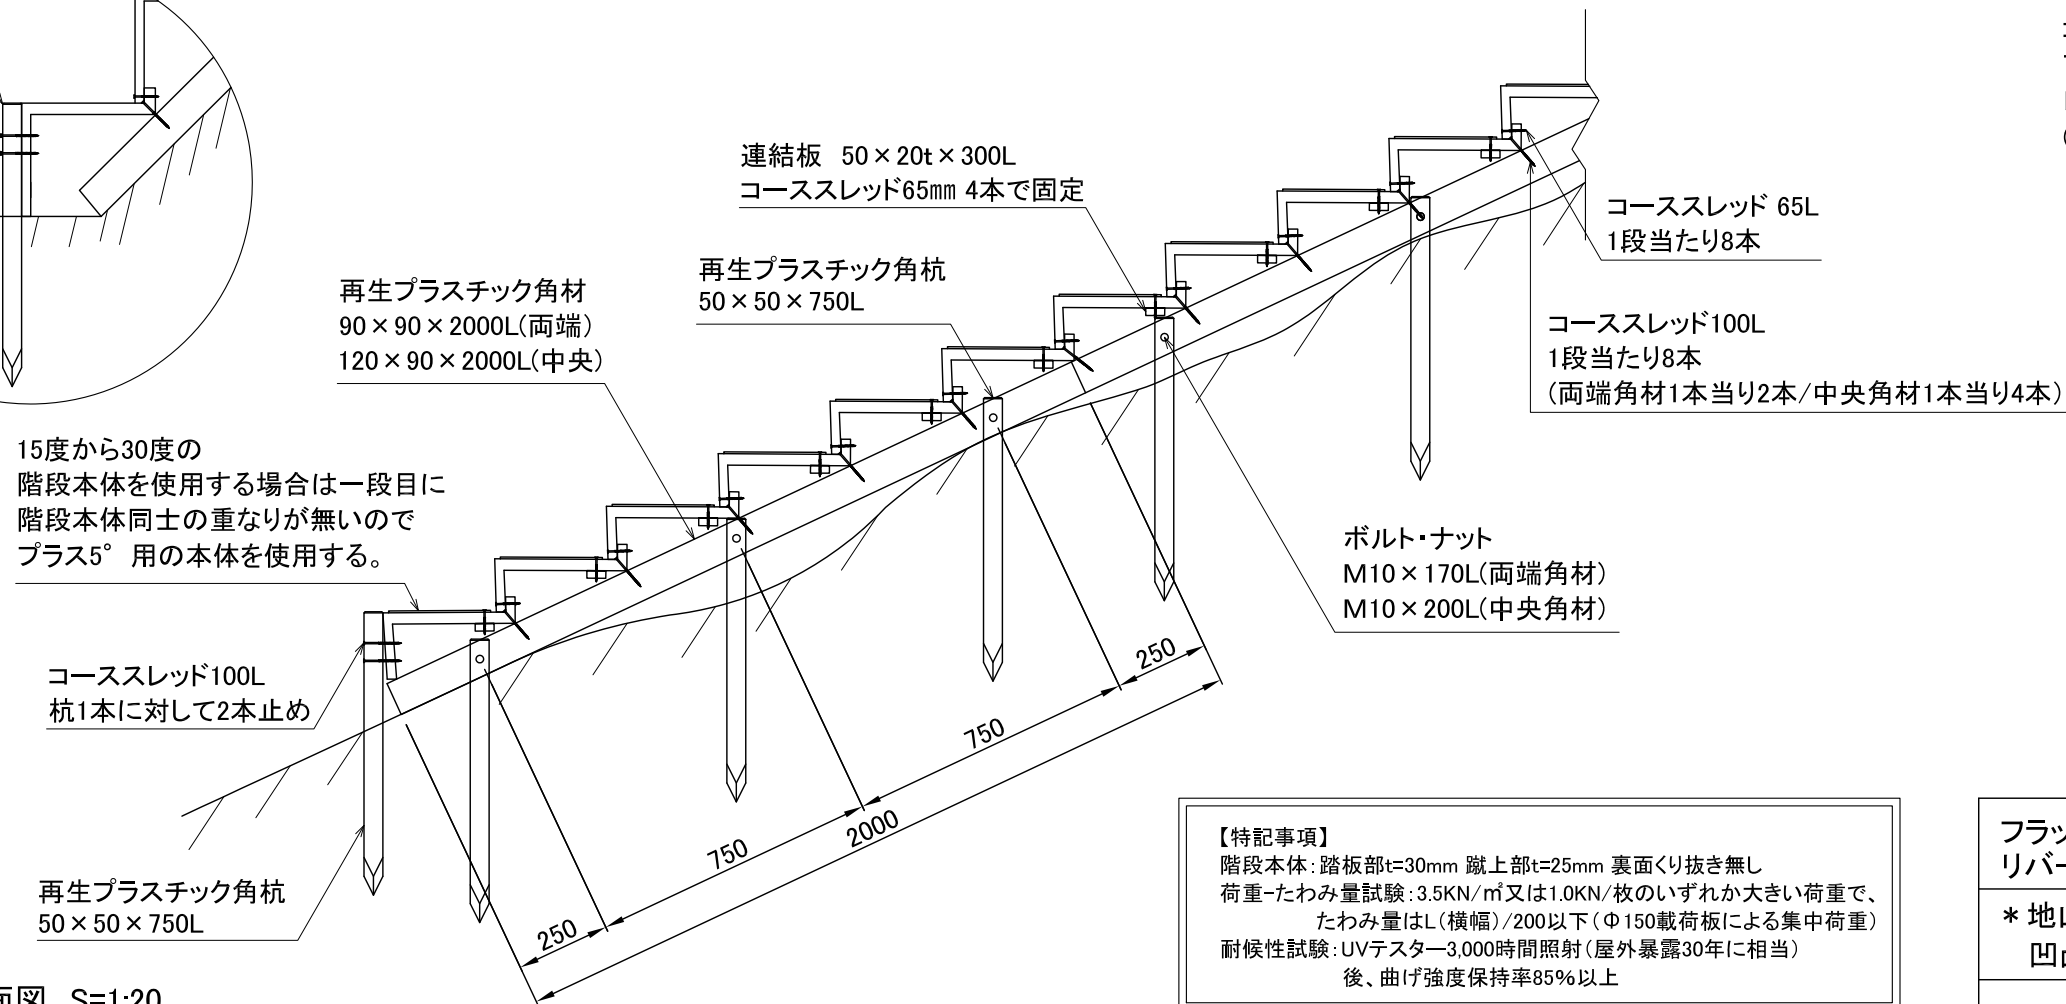 連結板 50×20t×300L
コーススレッド65mm 4本で固定
コーススレッド 65L
1段当たり8本
再生プラスチック角杭
50×50×750L
再生プラスチック角材
90×90×2000L(両端)
120×90×2000L(中央)
コーススレッド100L
1段当たり8本
(両端角材1本当り2本/中央角材1本当り4本)
15度から30度の
階段本体を使用する場合は一段目に
階段本体同士の重なりが無いので
プラス5° 用の本体を使用する。
ボルト・ナット
M10×170L(両端角材)
M10×200L(中央角材)
コーススレッド100L
杭1本に対して2本止め
250
750
2000
750
250
再生プラスチック角杭
50×50×750L
面図 S=1:20
【特記事項】
階段本体:踏板部t=30mm 蹴上部t=25mm 裏面くり抜き無し
荷重-たわみ量試験:3.5KN/㎡又は1.0KN/枚のいずれか大きい荷重で、
たわみ量はL(横幅)/200以下(Φ150載荷板による集中荷重)
耐候性試験:UVテスター3,000時間照射(屋外暴露30年に相当)
後、曲げ強度保持率85%以上
フラッ
リバー
*地山
凹凸